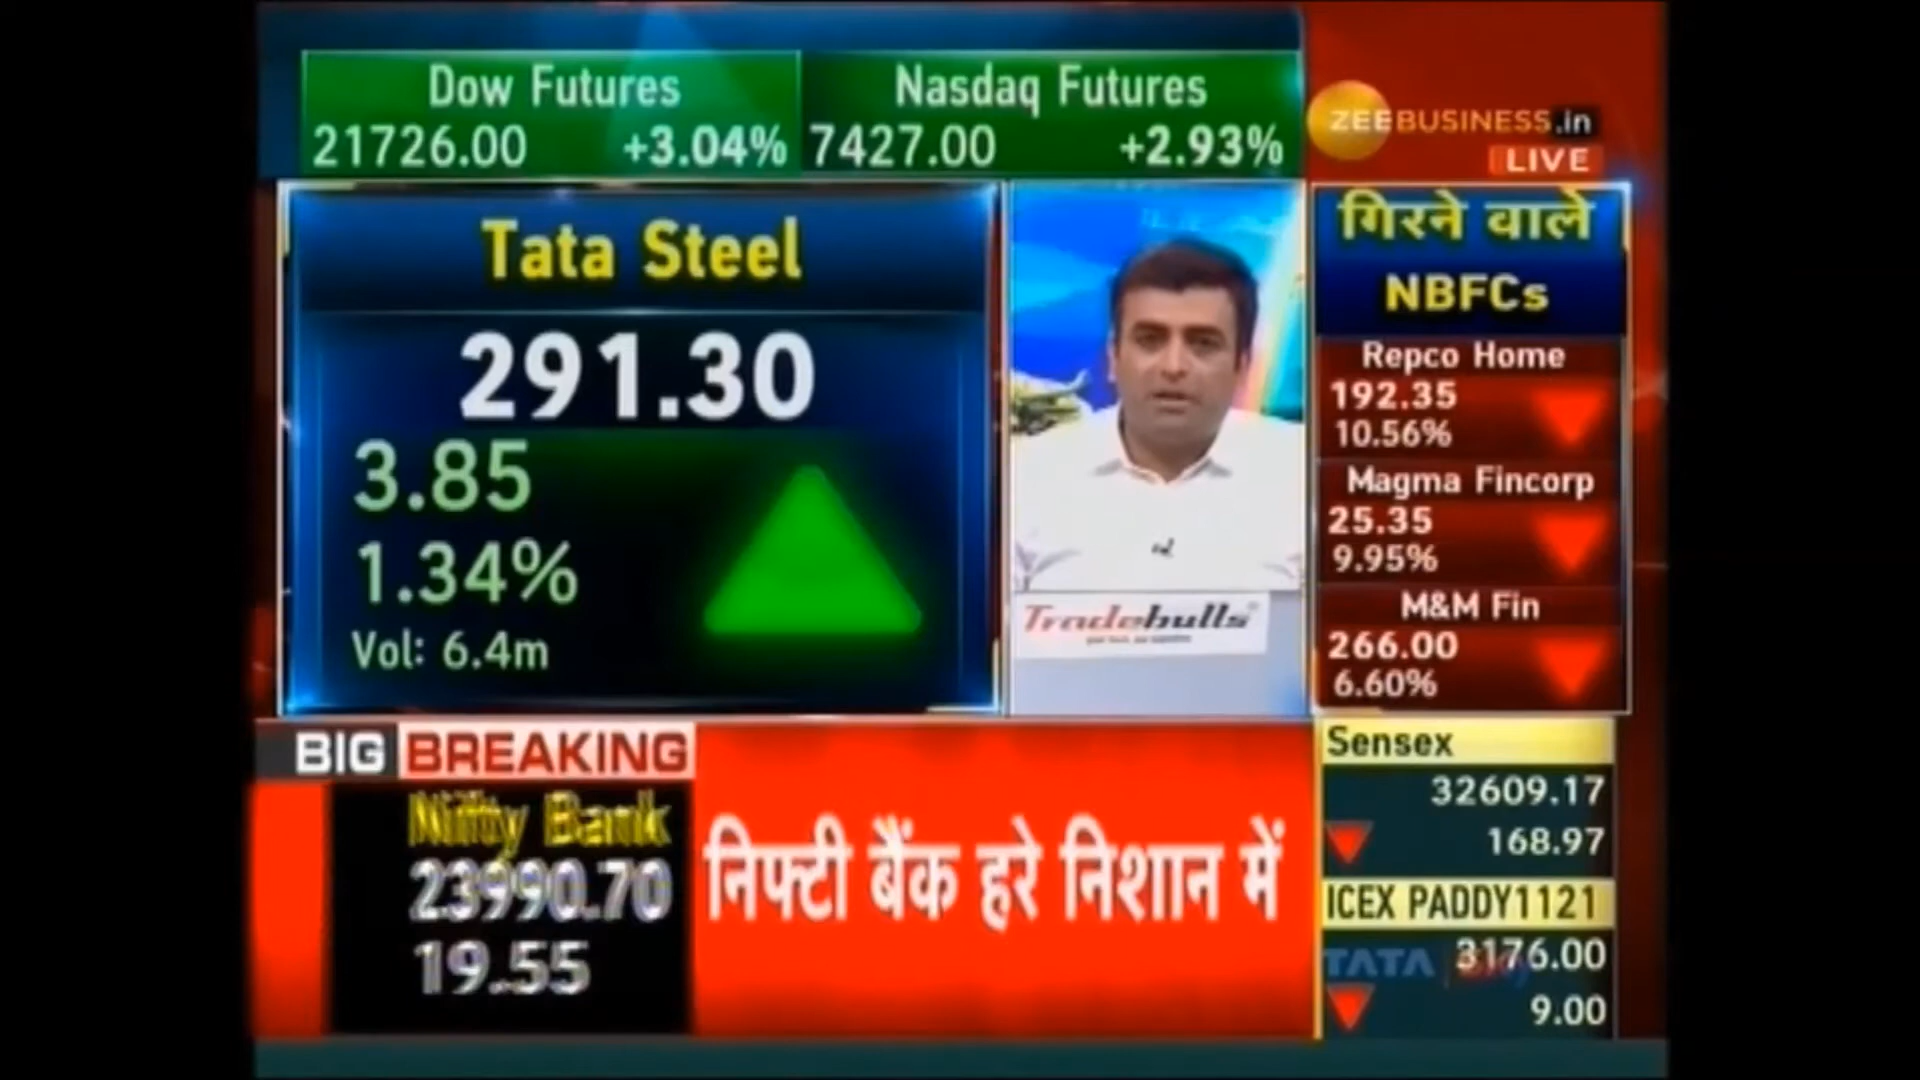 Dow Futures
21726.00 +3.04%
Nasdaq Futures
7427.00 +2.93%
ZEEBUSINESS.in
LIVE
Tata Steel
291.30
3.85
1.34%
Vol: 6.4m
Tradebulls
गिरने वाले
NBFCs
Repco Home
192.35
10.56%
Magma Fincorp
25.35
9.95%
M&M Fin
266.00
6.60%
BIG BREAKING
Nifty Bank
23990.70
19.55
निफ्टी बैंक हरे निशान में
Sensex
32609.17
168.97
ICEX PADDY1121
3176.00
TATA sky
9.00